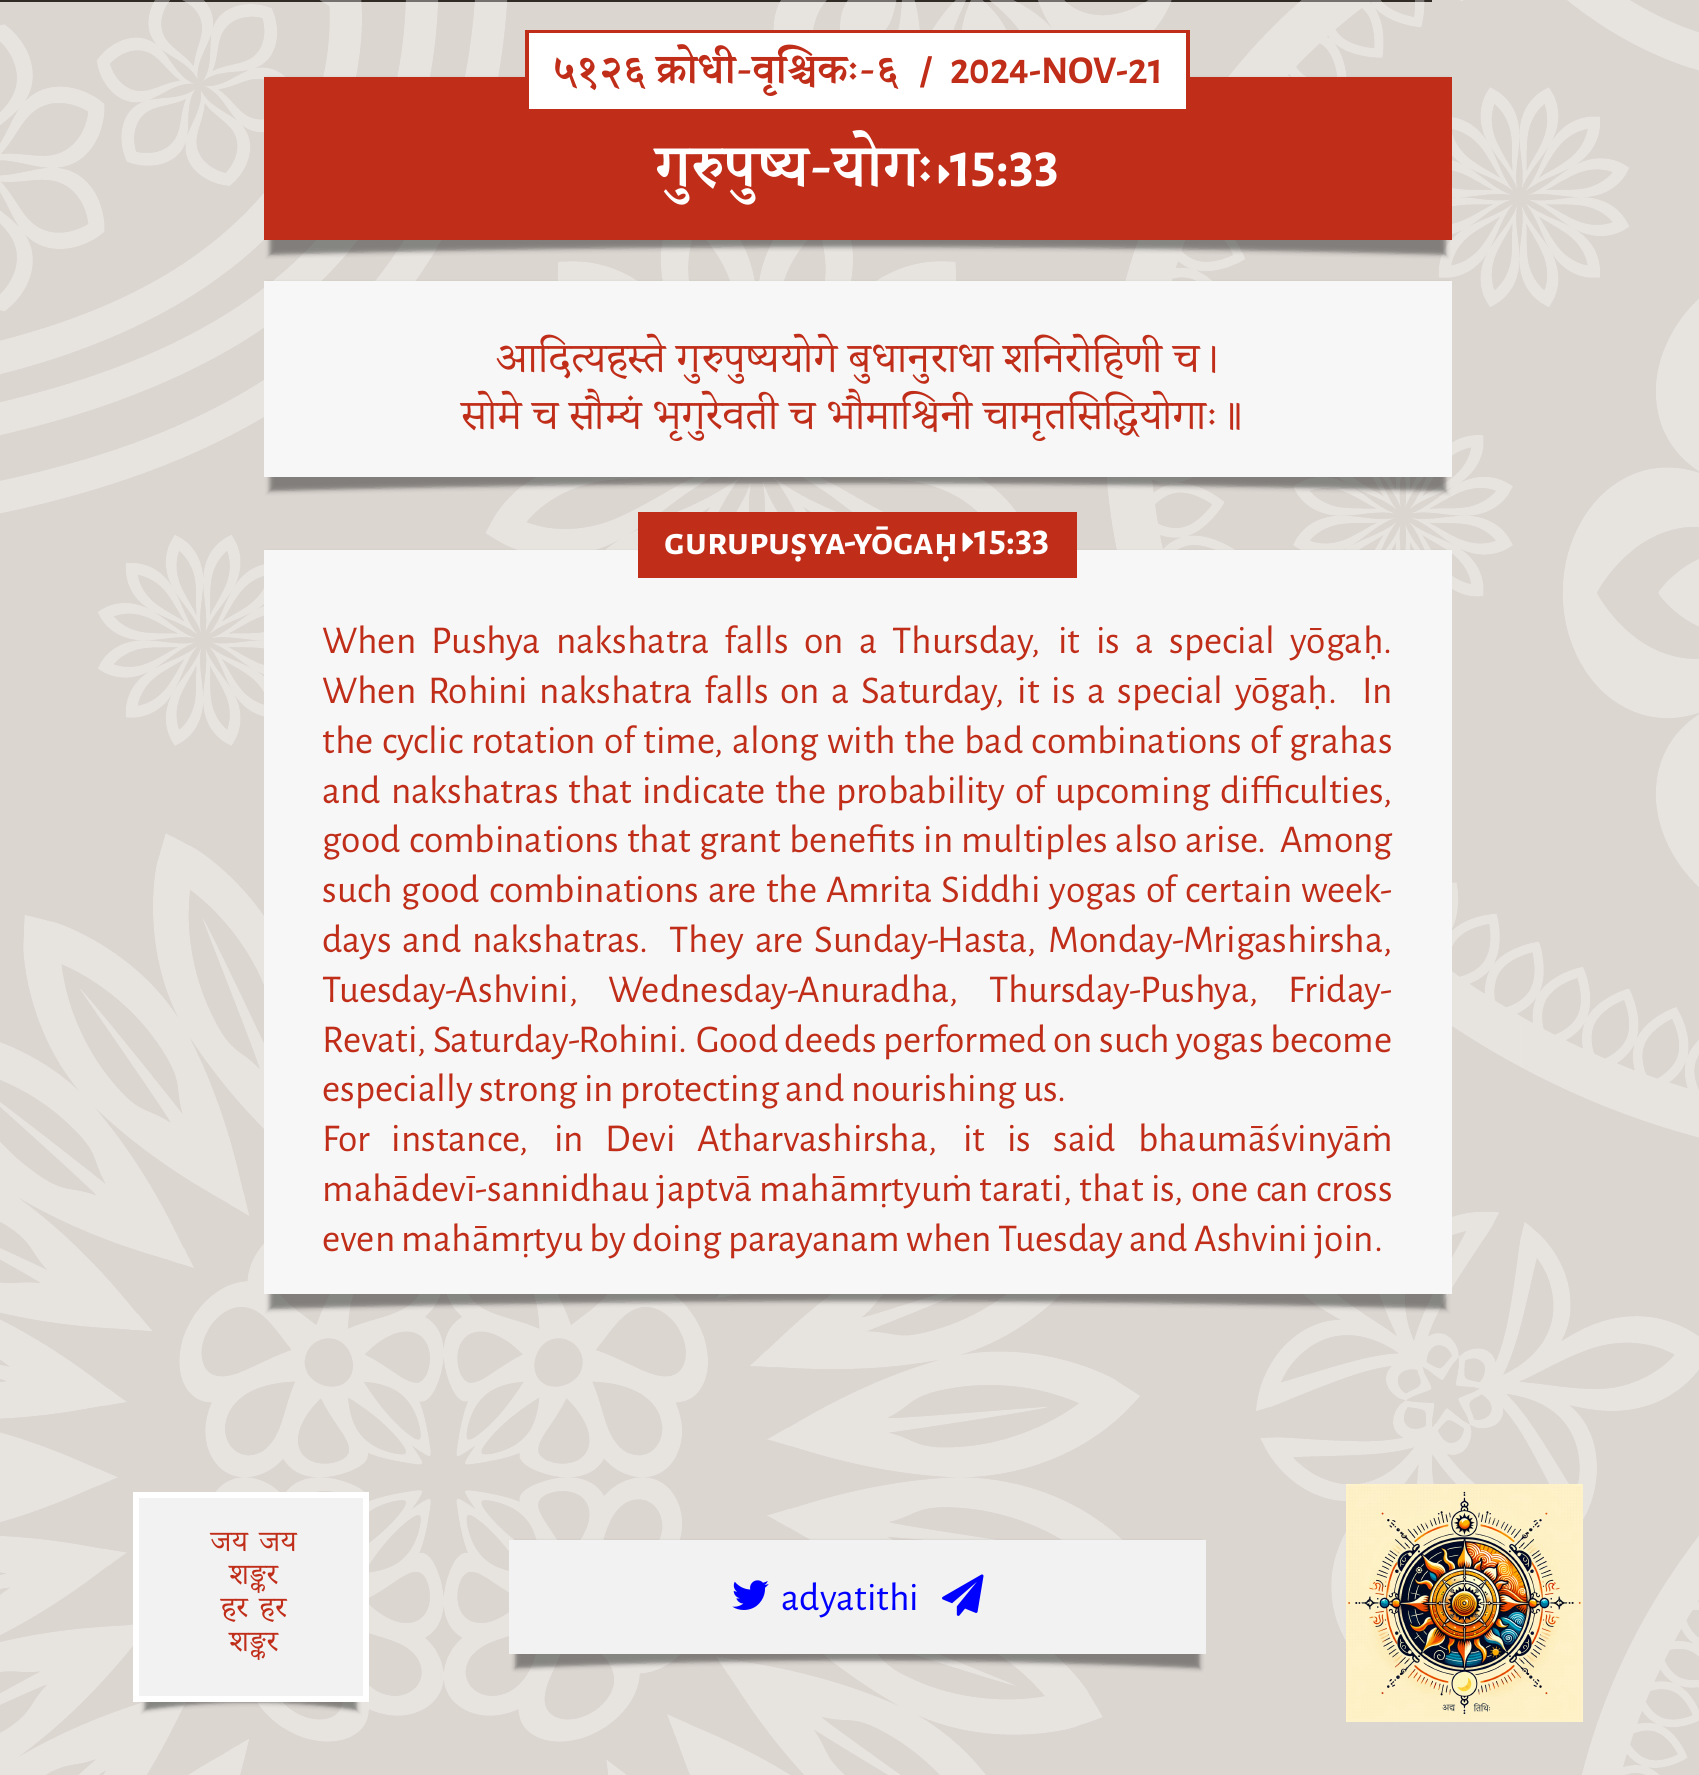 ५१२६ क्रोधी-वृश्चिकः-६ / 2024-NOV-21
गुरुपुष्य-योगः⏵15:33
आदित्यहस्ते गुरुपुष्ययोगे बुधानुराधा शनिरोहिणी च।
सोमे च सौम्यं भृगुरेवती च भौमाश्विनी चामृतसिद्धियोगाः॥
GURUPUṢYA-YŌGAḤ⏵15:33
When Pushya nakshatra falls on a Thursday, it is a special yōgaḥ.
When Rohini nakshatra falls on a Saturday, it is a special yōgaḥ. In
the cyclic rotation of time, along with the bad combinations of grahas
and nakshatras that indicate the probability of upcoming difficulties,
good combinations that grant benefits in multiples also arise. Among
such good combinations are the Amrita Siddhi yogas of certain week-
days and nakshatras. They are Sunday-Hasta, Monday-Mrigashirsha,
Tuesday-Ashvini, Wednesday-Anuradha, Thursday-Pushya, Friday-
Revati, Saturday-Rohini. Good deeds performed on such yogas become
especially strong in protecting and nourishing us.
For instance, in Devi Atharvashirsha, it is said bhaumāśvinyāṁ
mahādevī-sannidhau japtvā mahāmṛtyuṁ tarati, that is, one can cross
even mahāmṛtyu by doing parayanam when Tuesday and Ashvini join.
जय जय
शङ्कर
हर हर
शङ्कर
adyatithi
अद्य तिथिः